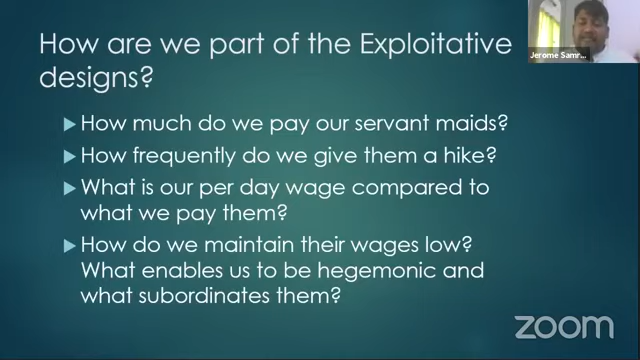 How are we part of the Exploitative
designs?
Jerome Samr...
How much do we pay our servant maids?
How frequently do we give them a hike?
What is our per day wage compared to
what we pay them?
How do we maintain their wages low?
What enables us to be hegemonic and
what subordinates them?
zoom